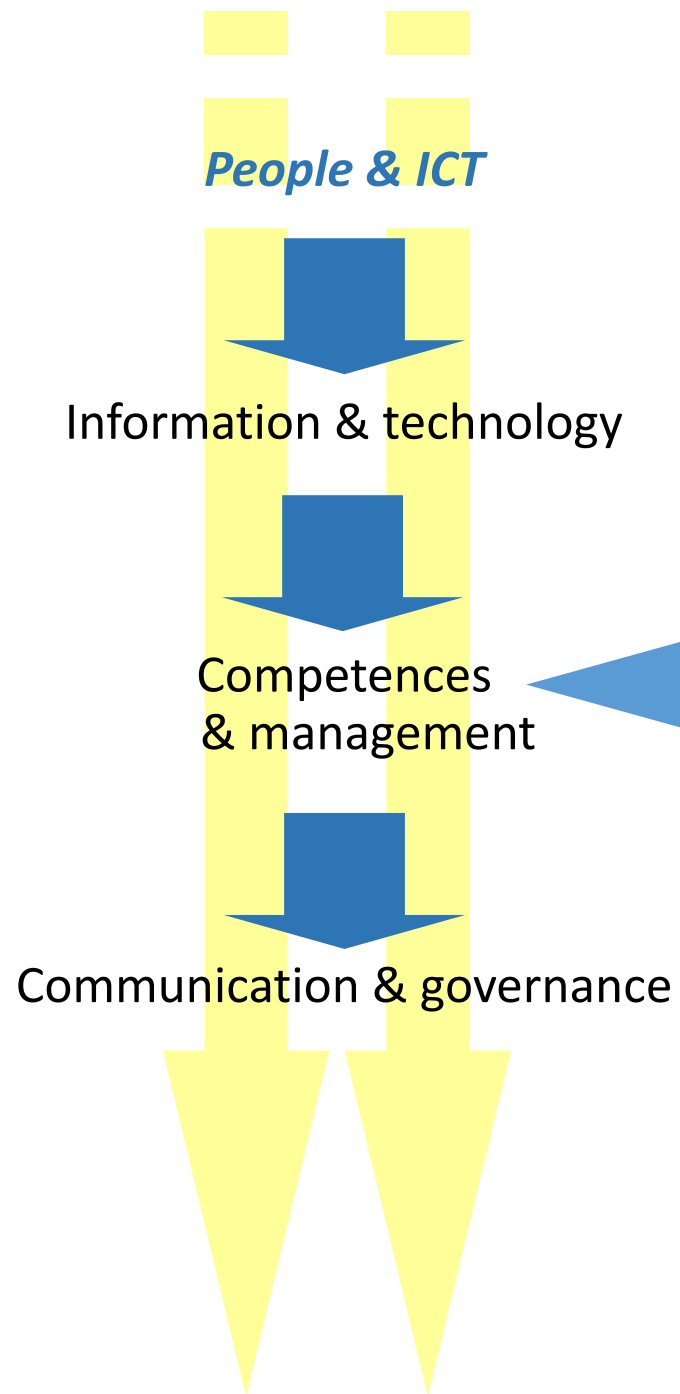 People & ICT
Information & technology
Competences
& management
Communication & governance